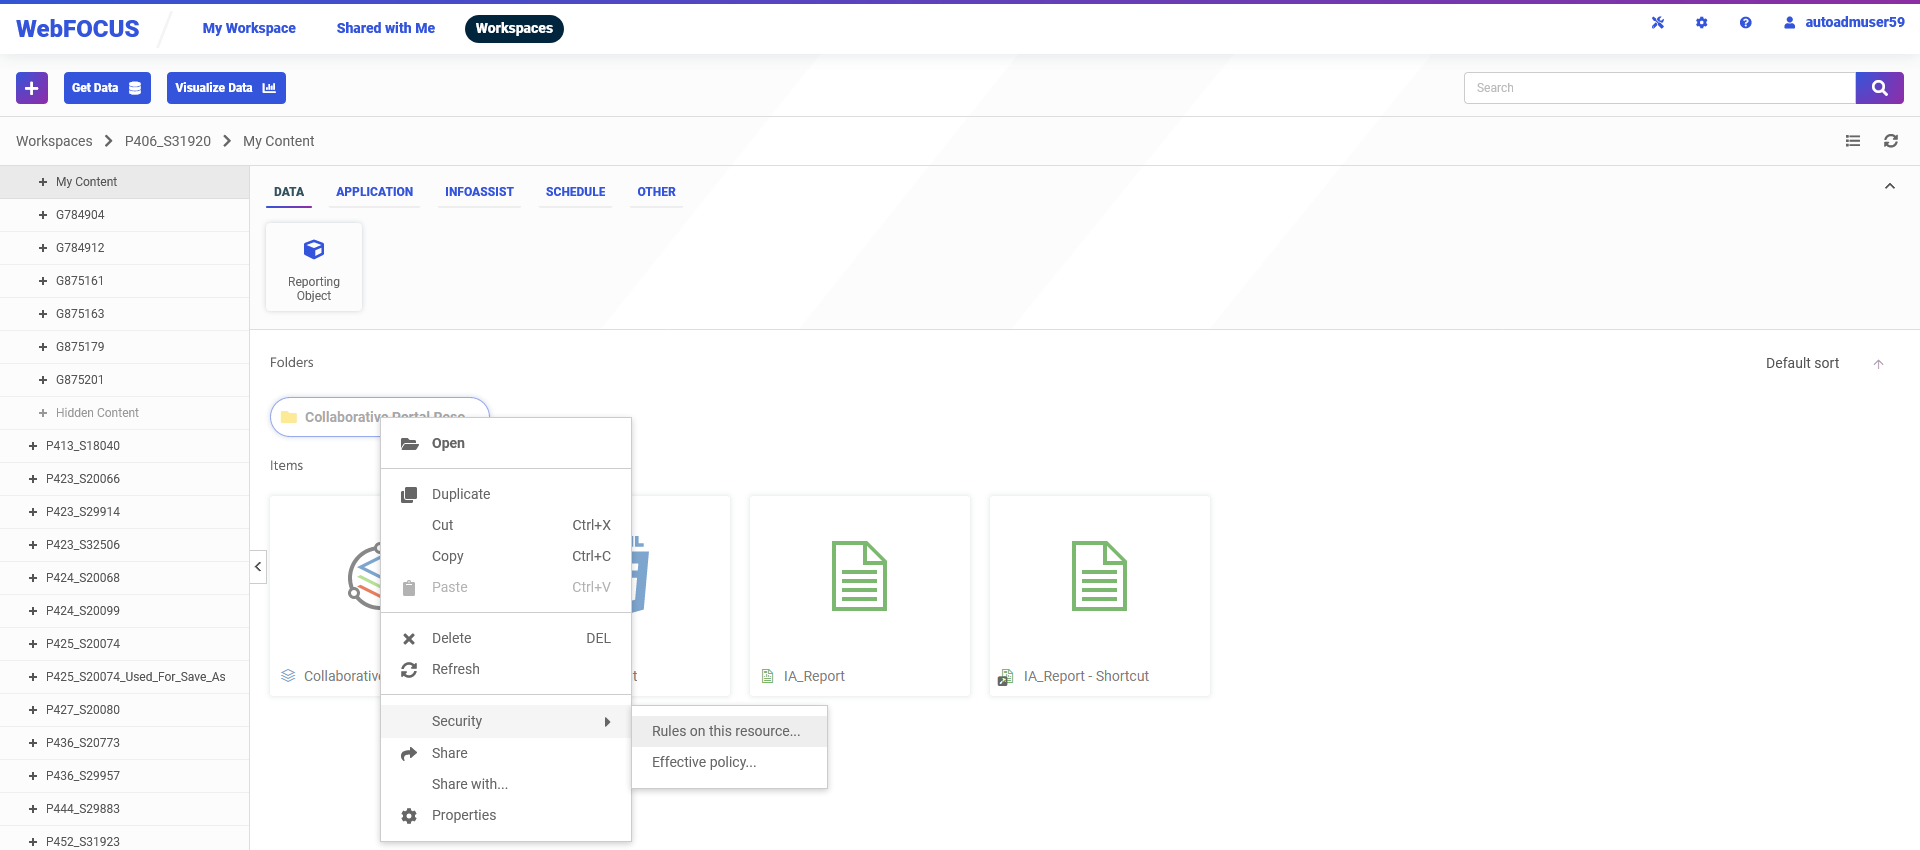 WebFOCUS
My Workspace
Shared with Me
Workspaces
autoadmuser59
Get Data
Visualize Data
Search
Workspaces
P406_S31920
My Content
My Content
G784904
G784912
G875161
G875163
G875179
G875201
Hidden Content
P413_S18040
P423_S20066
P423_S29914
P423_S32506
P424_S20068
P424_S20099
P425_S20074
P425_S20074_Used_For_Save_As
P427_S20080
P436_S20773
P436_S29957
P444_S29883
P452_S31923
DATA
APPLICATION
INFOASSIST
SCHEDULE
OTHER
Reporting
Object
Folders
Default sort
Collaborative Portal Reso...
Items
Open
Duplicate
Cut Ctrl+X
Copy Ctrl+C
Paste Ctrl+V
Delete DEL
Refresh
Security
Share
Share with...
Properties
Rules on this resource...
Effective policy...
Collaborative
t
IA_Report
IA_Report - Shortcut